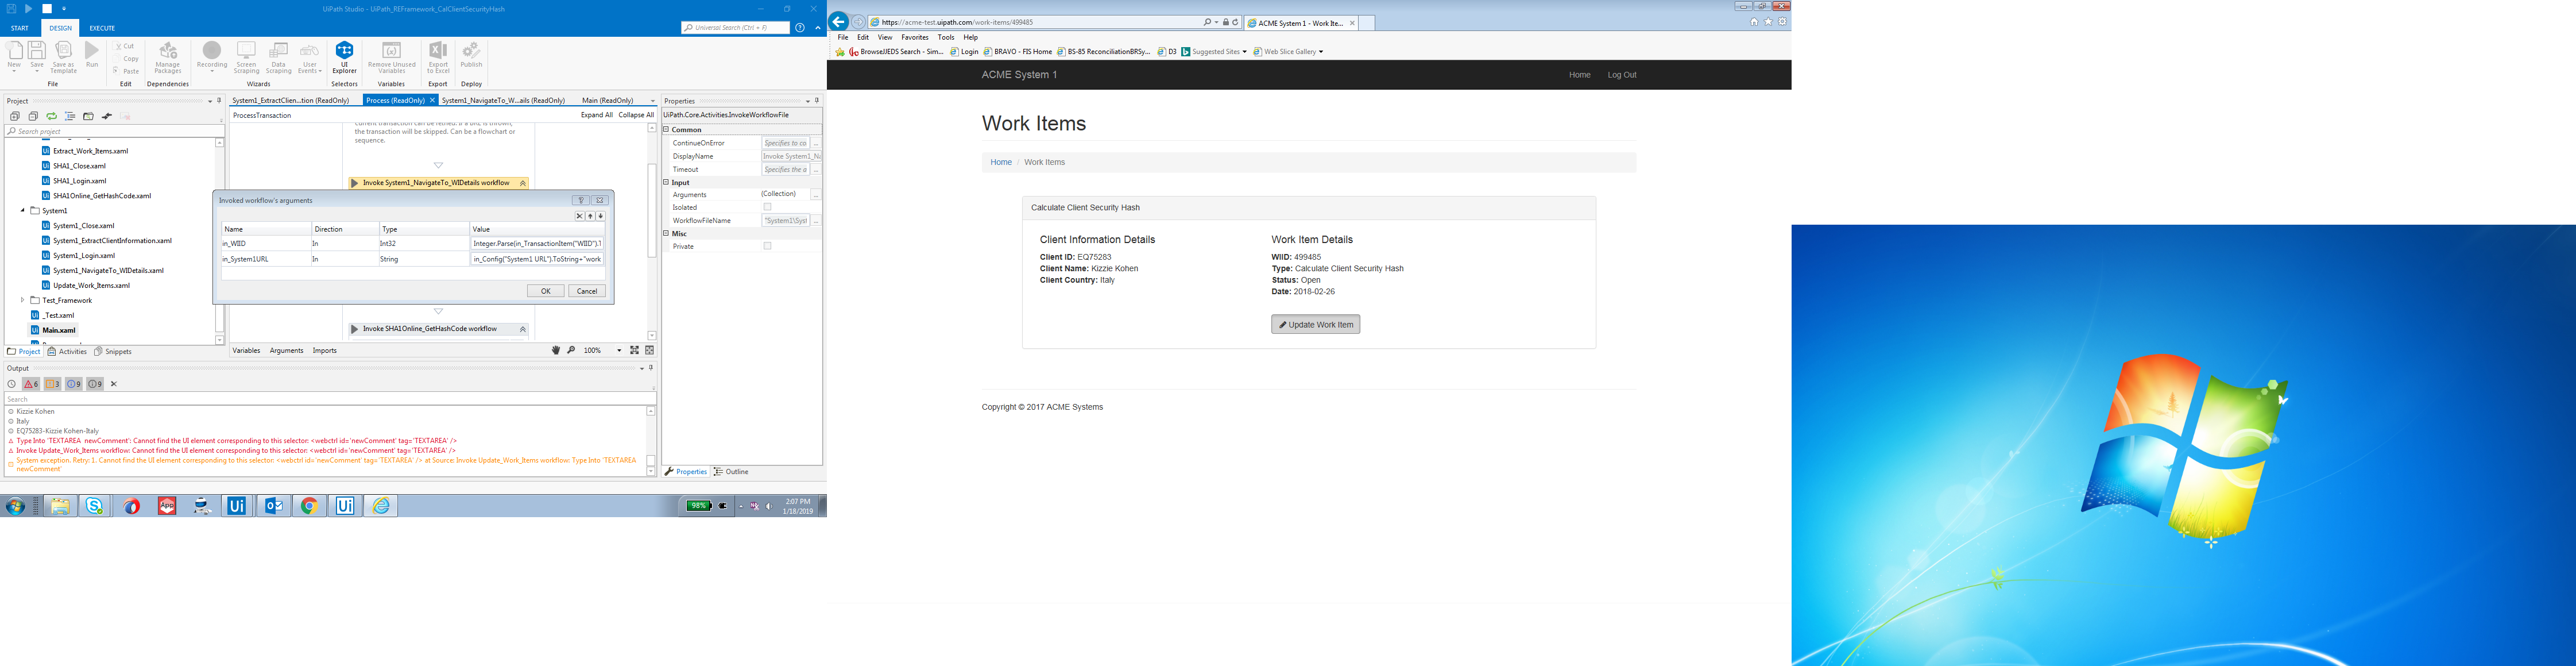 UiPath Studio - UiPath_REFramework_CalClientSecurityHash
START DESIGN EXECUTE
Universal Search (Ctrl + F)
New Save Save as Template Run
Cut
Copy
Paste
Manage Packages
Recording Screen Scraping Data Scraping User Events
UI Explorer
Remove Unused Variables
Export to Excel
Publish
File Edit Dependencies Wizards Selectors Variables Export Deploy
Project
Search project
Extract_Work_Items.xaml
SHA1_Close.xaml
SHA1_Login.xaml
SHA1Online_GetHashCode.xaml
System1
System1_Close.xaml
System1_ExtractClientInformation.xaml
System1_Login.xaml
System1_NavigateTo_WIDetails.xaml
Update_Work_Items.xaml
Test_Framework
_Test.xaml
Main.xaml
Project Activities Snippets
System1_ExtractClien...tion (ReadOnly) Process (ReadOnly) System1_NavigateTo_W...ails (ReadOnly) Main (ReadOnly)
ProcessTransaction Expand All Collapse All
the transaction will be skipped. Can be a flowchart or
sequence.
Invoke System1_NavigateTo_WIDetails workflow
Invoked workflow's arguments
Name Direction Type Value
in_WIID In Int32 Integer.Parse(in_TransactionItem("WIID").T
in_System1URL In String in_Config("System1 URL").ToString+"work
OK Cancel
Invoke SHA1Online_GetHashCode workflow
Variables Arguments Imports 100%
Properties
UiPath.Core.Activities.InvokeWorkflowFile
Common
ContinueOnError Specifies to co ...
DisplayName Invoke System1_Na
Timeout Specifies the a ...
Input
Arguments (Collection) ...
Isolated
WorkflowFileName "System1\Syst ...
Misc
Private
Properties Outline
Output
6 3 9 9
Search
Kizzie Kohen
Italy
EQ75283-Kizzie Kohen-Italy
Type Into 'TEXTAREA newComment': Cannot find the UI element corresponding to this selector: <webctrl id='newComment' tag='TEXTAREA' />
Invoke Update_Work_Items workflow: Cannot find the UI element corresponding to this selector: <webctrl id='newComment' tag='TEXTAREA' />
System exception. Retry: 1. Cannot find the UI element corresponding to this selector: <webctrl id='newComment' tag='TEXTAREA' /> at Source: Invoke Update_Work_Items workflow: Type Into 'TEXTAREA
newComment'
98%
2:07 PM
1/18/2019
https://acme-test.uipath.com/work-items/499485
ACME System 1 - Work Ite...
File Edit View Favorites Tools Help
BrowseJJEDS Search - Sim... Login BRAVO - FIS Home BS-85 ReconciliationBRSy... D3 Suggested Sites Web Slice Gallery
ACME System 1 Home Log Out
Work Items
Home / Work Items
Calculate Client Security Hash
Client Information Details
Client ID: EQ75283
Client Name: Kizzie Kohen
Client Country: Italy
Work Item Details
WIID: 499485
Type: Calculate Client Security Hash
Status: Open
Date: 2018-02-26
Update Work Item
Copyright © 2017 ACME Systems